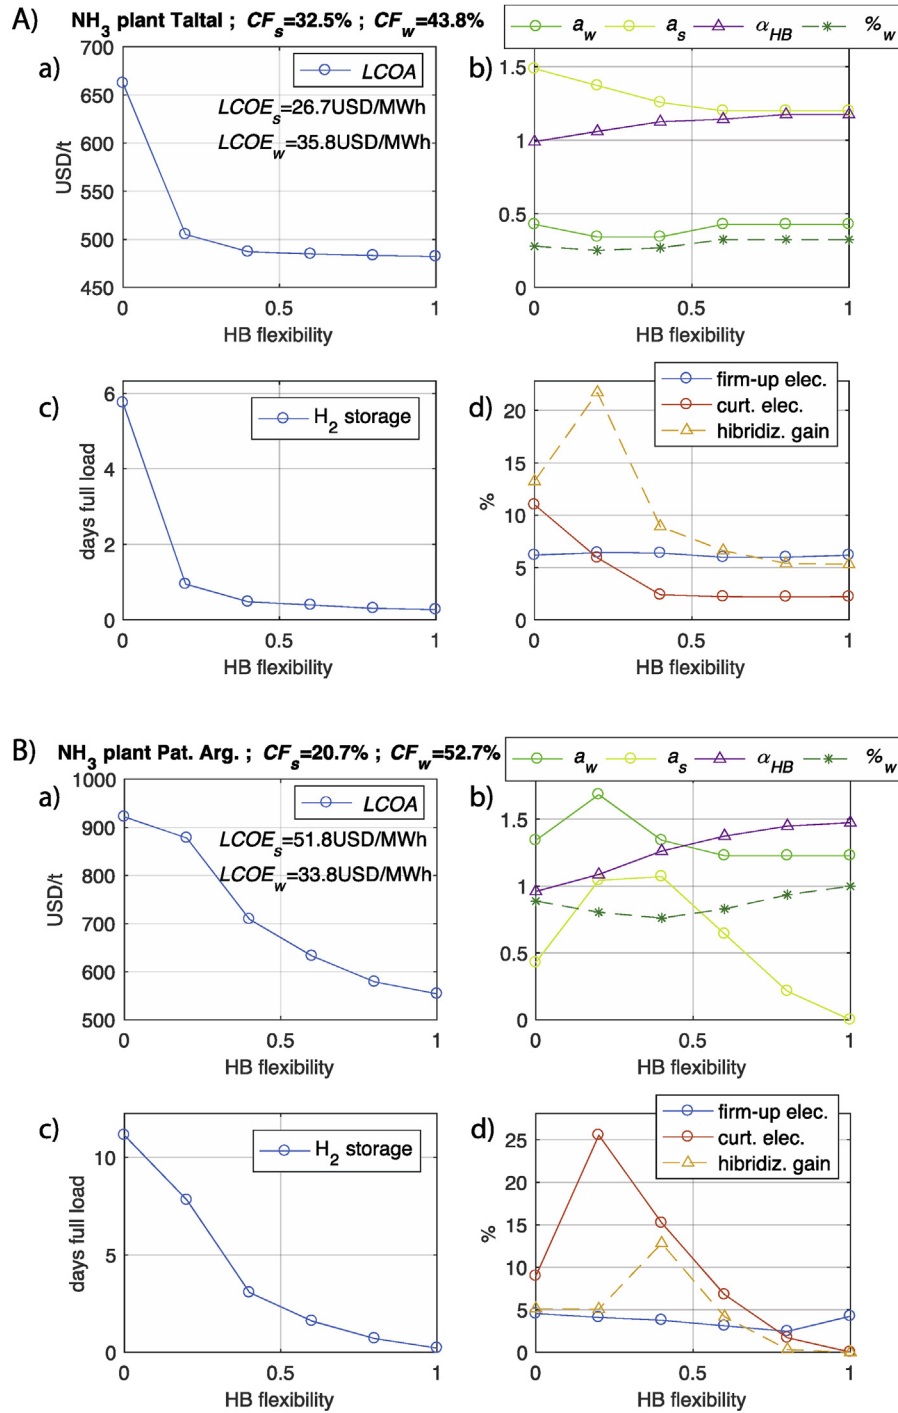 A) NH3 plant Taltal ; CFs=32.5% ; CFw=43.8%
a)
700
650
600
550
500
450
USD/t
LCOA
LCOEs=26.7USD/MWh
LCOEw=35.8USD/MWh
0 0.5 1
HB flexibility
aw as αHB %w
b)
1.5
1
0.5
0
0 0.5 1
HB flexibility
c)
6
4
2
0
days full load
H2 storage
0 0.5 1
HB flexibility
d)
firm-up elec.
curt. elec.
hibridiz. gain
20
15
10
5
0
%
0 0.5 1
HB flexibility
B) NH3 plant Pat. Arg. ; CFs=20.7% ; CFw=52.7%
a)
1000
900
800
700
600
500
USD/t
LCOA
LCOEs=51.8USD/MWh
LCOEw=33.8USD/MWh
0 0.5 1
HB flexibility
aw as αHB %w
b)
1.5
1
0.5
0
0 0.5 1
HB flexibility
c)
10
5
0
days full load
H2 storage
0 0.5 1
HB flexibility
d)
firm-up elec.
curt. elec.
hibridiz. gain
25
20
15
10
5
0
%
0 0.5 1
HB flexibility